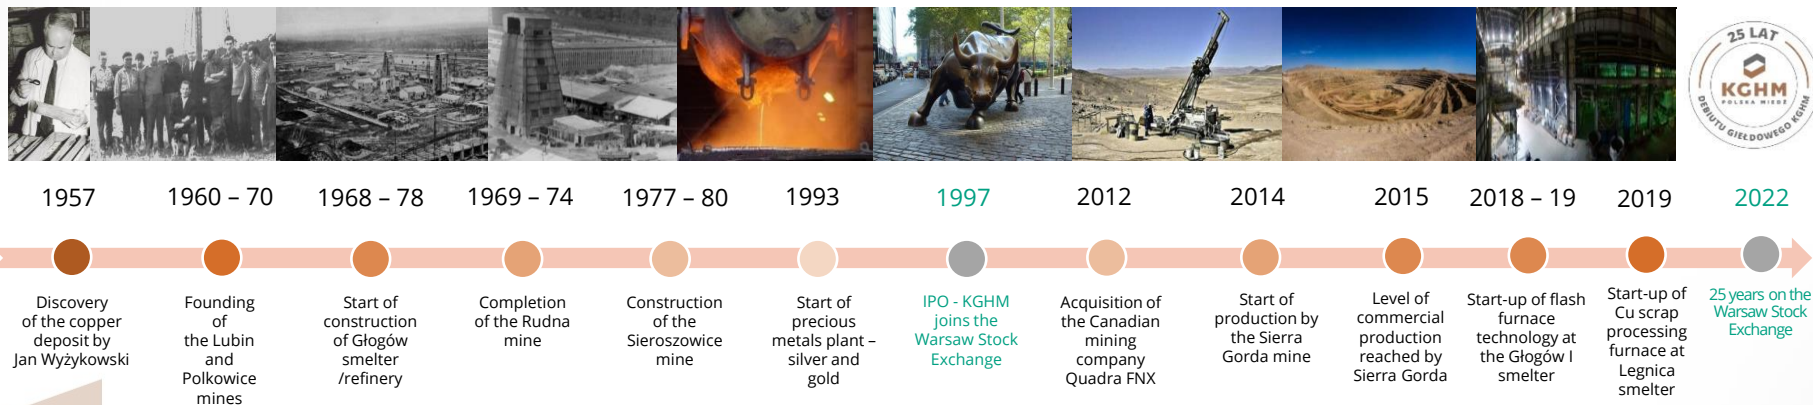 25 LAT
KGHM
POLSKA MIEDŹ
DEBIUTU GIEŁDOWEGO KGHM
1957
Discovery
of the copper
deposit by
Jan Wyżykowski
1960 – 70
Founding
of
the Lubin
and
Polkowice
mines
1968 – 78
Start of
construction
of Głogów
smelter
/refinery
1969 – 74
Completion
of the Rudna
mine
1977 – 80
Construction
of the
Sieroszowice
mine
1993
Start of
precious
metals plant –
silver and
gold
1997
IPO - KGHM
joins the
Warsaw Stock
Exchange
2012
Acquisition of
the Canadian
mining
company
Quadra FNX
2014
Start of
production by
the Sierra
Gorda mine
2015
Level of
commercial
production
reached by
Sierra Gorda
2018 – 19
Start-up of flash
furnace
technology at
the Głogów I
smelter
2019
Start-up of
Cu scrap
processing
furnace at
Legnica
smelter
2022
25 years on the
Warsaw Stock
Exchange